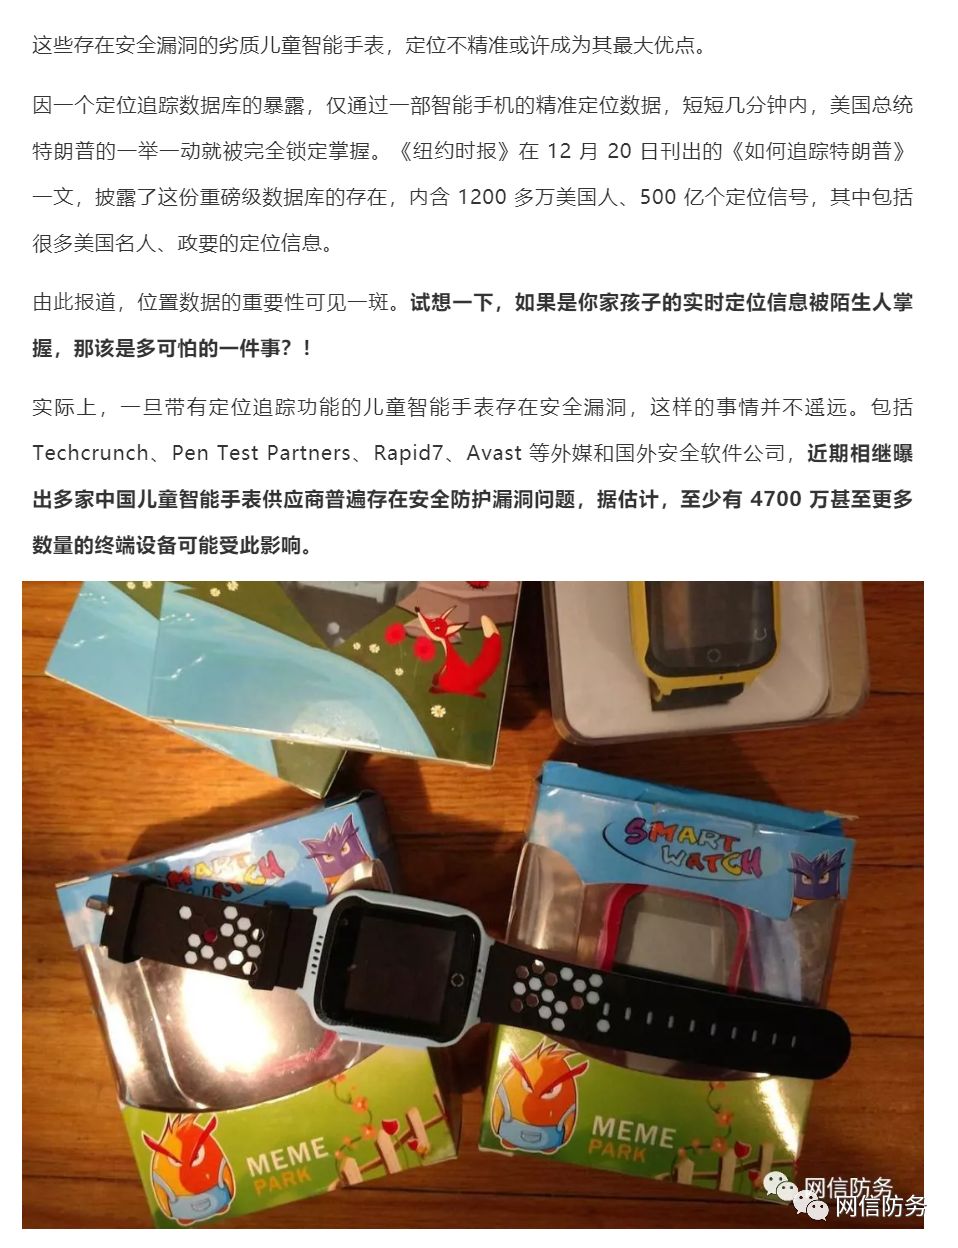 这些存在安全漏洞的劣质儿童智能手表，定位不精准或许成为其最大优点。
因一个定位追踪数据库的暴露，仅通过一部智能手机的精准定位数据，短短几分钟内，美国总统
特朗普的一举一动就被完全锁定掌握。《纽约时报》在 12 月 20 日刊出的《如何追踪特朗普》
一文，披露了这份重磅级数据库的存在，内含 1200 多万美国人、500 亿个定位信号，其中包括
很多美国名人、政要的定位信息。
由此报道，位置数据的重要性可见一斑。试想一下，如果是你家孩子的实时定位信息被陌生人掌
握，那该是多可怕的一件事？！
实际上，一旦带有定位追踪功能的儿童智能手表存在安全漏洞，这样的事情并不遥远。包括
Techcrunch、Pen Test Partners、Rapid7、Avast 等外媒和国外安全软件公司，近期相继曝
出多家中国儿童智能手表供应商普遍存在安全防护漏洞问题，据估计，至少有 4700 万甚至更多
数量的终端设备可能受此影响。
SMART
WATCH
SMART
WATCH
MEME
PARK
MEME
PARK
网信防务
网信防务